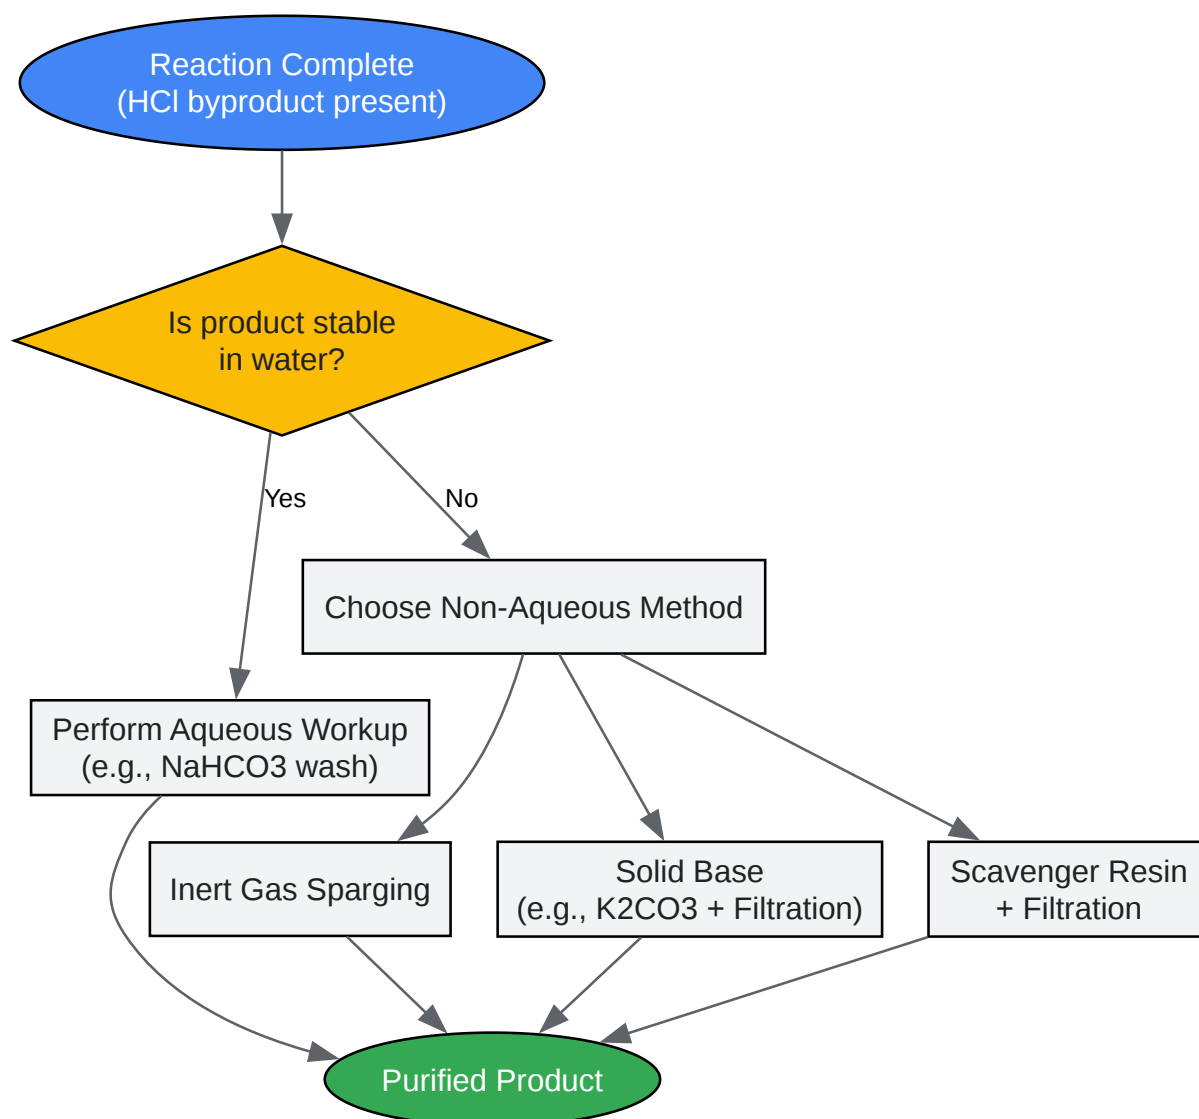 Reaction Complete
(HCl byproduct present)
Is product stable
in water?
Yes
No
Choose Non-Aqueous Method
Perform Aqueous Workup
(e.g., NaHCO3 wash)
Inert Gas Sparging
Solid Base
(e.g., K2CO3 + Filtration)
Scavenger Resin
+ Filtration
Purified Product